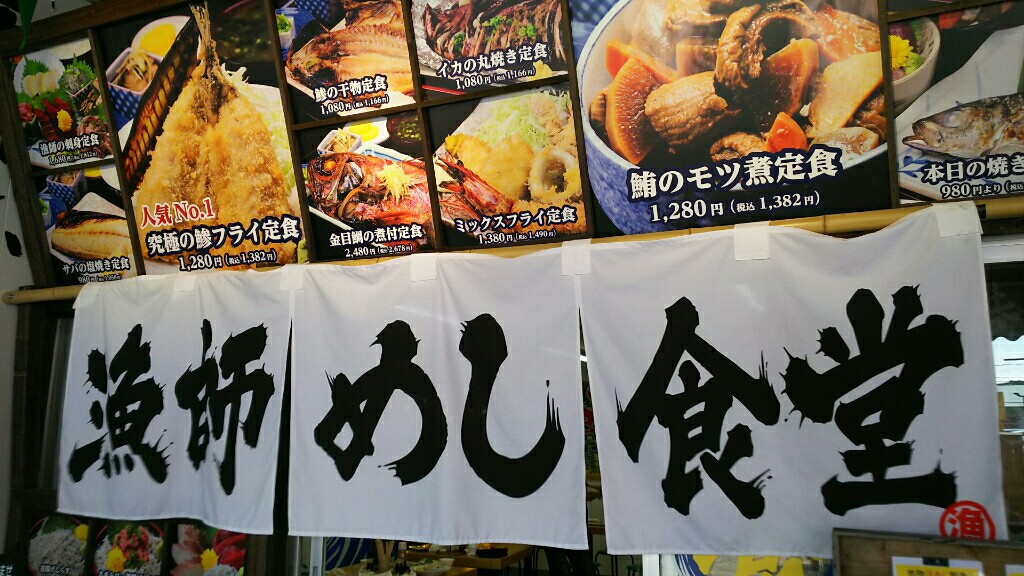 漁師の刺身定食
サバの塩焼き定食
人気No.1
究極の鯵フライ定食
1,280円(税込1,382円)
鯵の干物定食
1,080円(税込1,166円)
イカの丸焼き定食
1,080円(税込1,166円)
金目鯛の煮付定食
2,480円(税込2,678円)
ミックスフライ定食
1,380円(税込1,490円)
鮪のモツ煮定食
1,280円(税込1,382円)
本日の焼き
980円より(税込
漁師めし食堂
漁